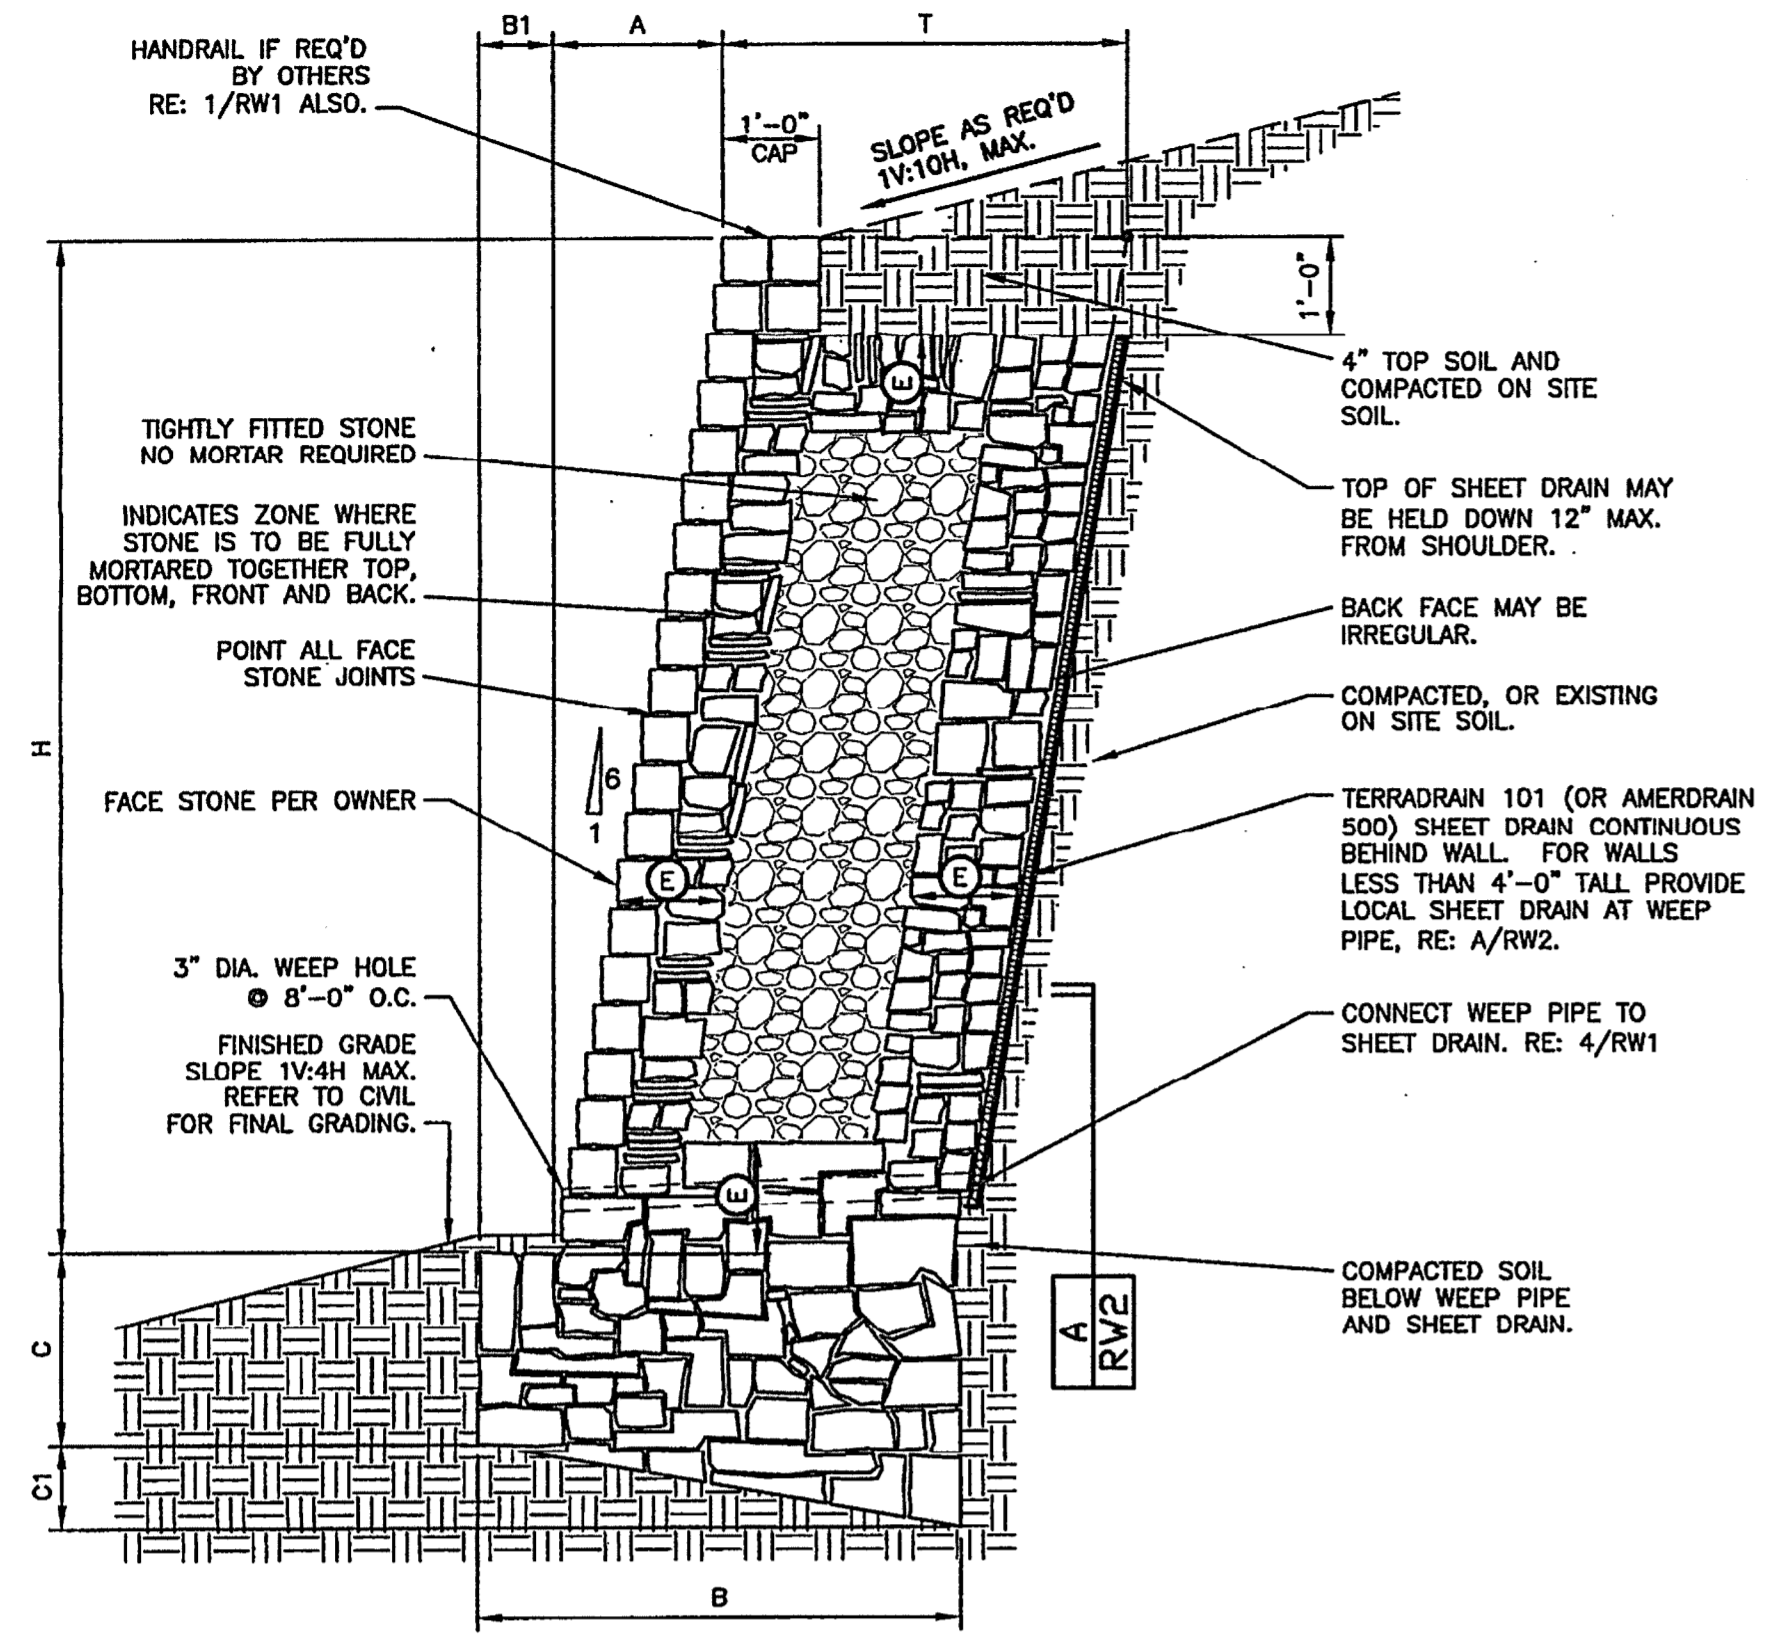 B1
A
T
HANDRAIL IF REQ'D
BY OTHERS
RE: 1/RW1 ALSO.
1'-0"
CAP
SLOPE AS REQ'D
1V:10H, MAX.
1'-0"
4" TOP SOIL AND
COMPACTED ON SITE
SOIL.
E
TIGHTLY FITTED STONE
NO MORTAR REQUIRED
TOP OF SHEET DRAIN MAY
BE HELD DOWN 12" MAX.
FROM SHOULDER.
INDICATES ZONE WHERE
STONE IS TO BE FULLY
MORTARED TOGETHER TOP,
BOTTOM, FRONT AND BACK.
BACK FACE MAY BE
IRREGULAR.
POINT ALL FACE
STONE JOINTS
COMPACTED, OR EXISTING
ON SITE SOIL.
H
6
1
FACE STONE PER OWNER
TERRADRAIN 101 (OR AMERDRAIN
500) SHEET DRAIN CONTINUOUS
BEHIND WALL. FOR WALLS
LESS THAN 4'-0" TALL PROVIDE
LOCAL SHEET DRAIN AT WEEP
PIPE, RE: A/RW2.
E
E
3" DIA. WEEP HOLE
@ 8'-0" O.C.
CONNECT WEEP PIPE TO
SHEET DRAIN. RE: 4/RW1
FINISHED GRADE
SLOPE 1V:4H MAX.
REFER TO CIVIL
FOR FINAL GRADING.
E
COMPACTED SOIL
BELOW WEEP PIPE
AND SHEET DRAIN.
A
RW2
C
C1
B